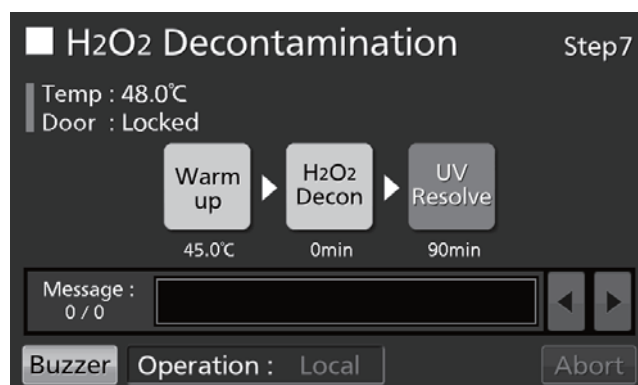 H2O2 Decontamination Step7
Temp : 48.0℃
Door : Locked
Warm up
H2O2 Decon
UV Resolve
45.0℃ 0min 90min
Message :
0 / 0
Buzzer Operation : Local Abort